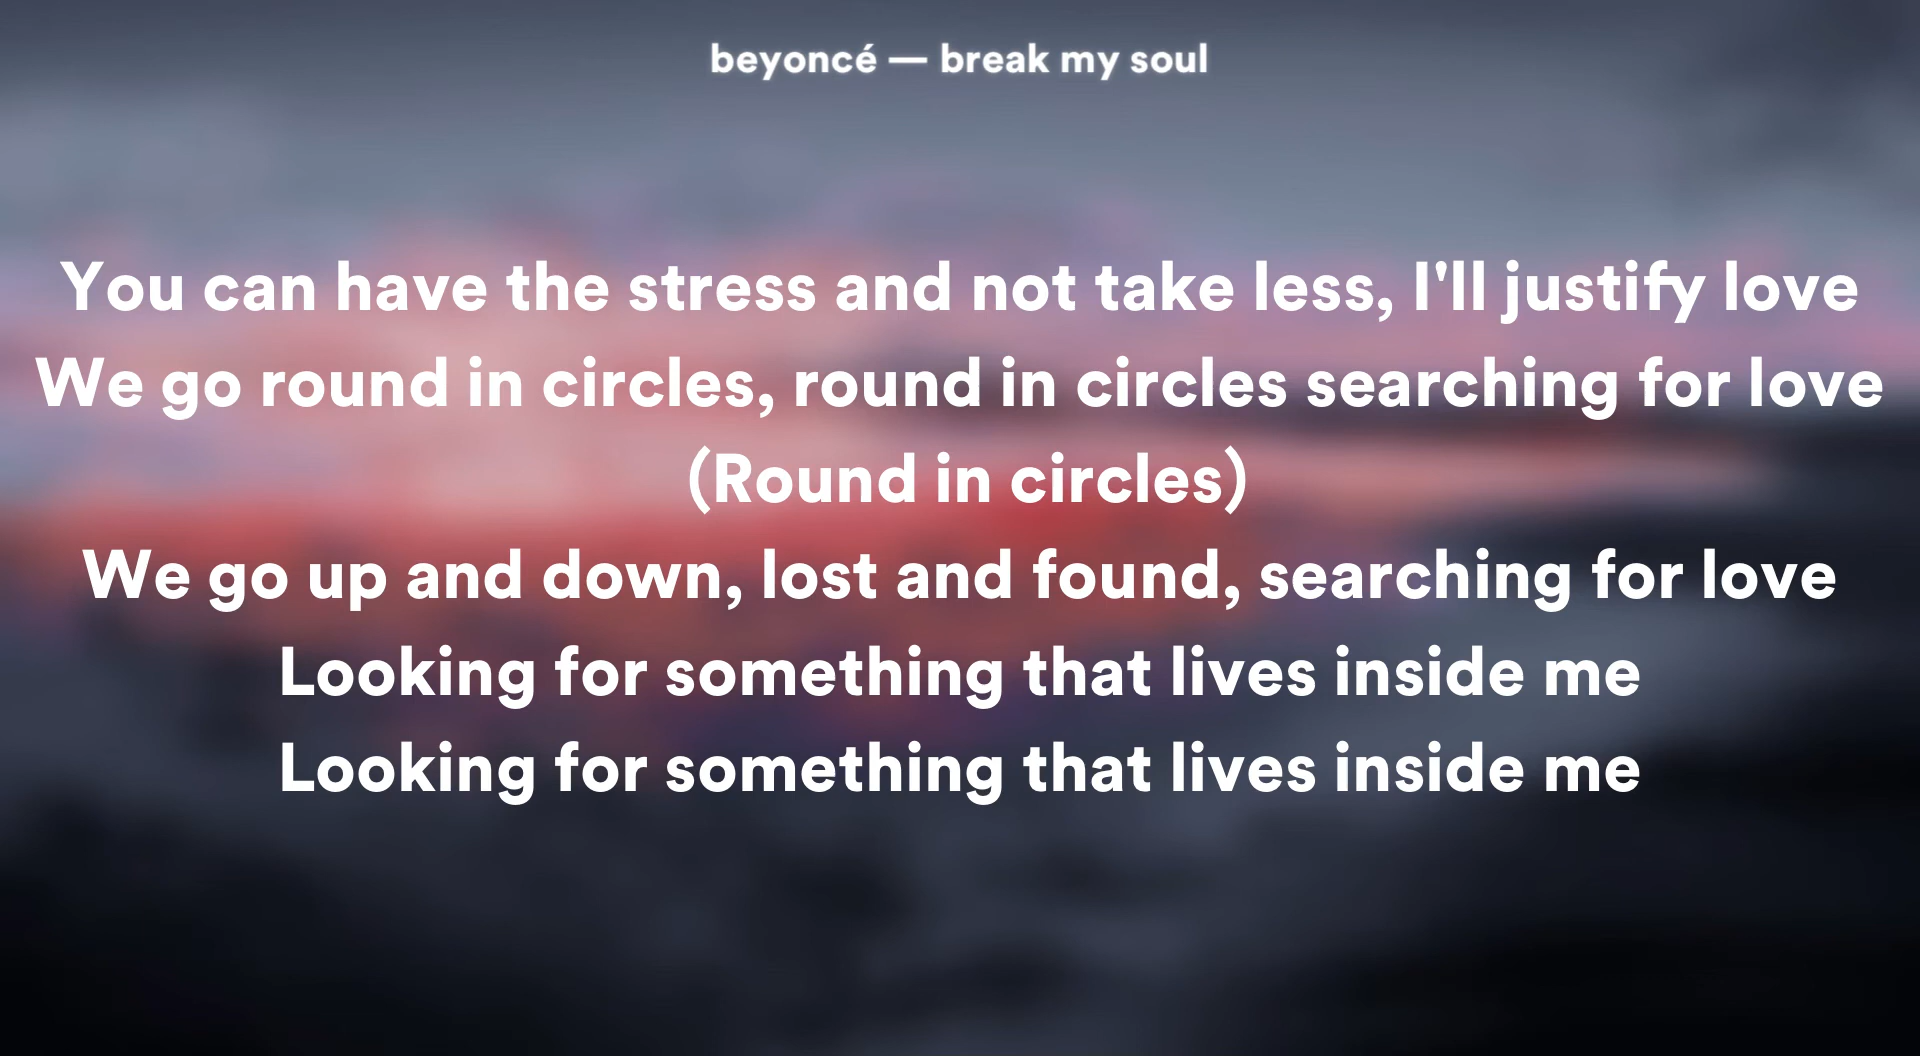 beyoncé — break my soul
You can have the stress and not take less, I'll justify love
We go round in circles, round in circles searching for love
(Round in circles)
We go up and down, lost and found, searching for love
Looking for something that lives inside me
Looking for something that lives inside me